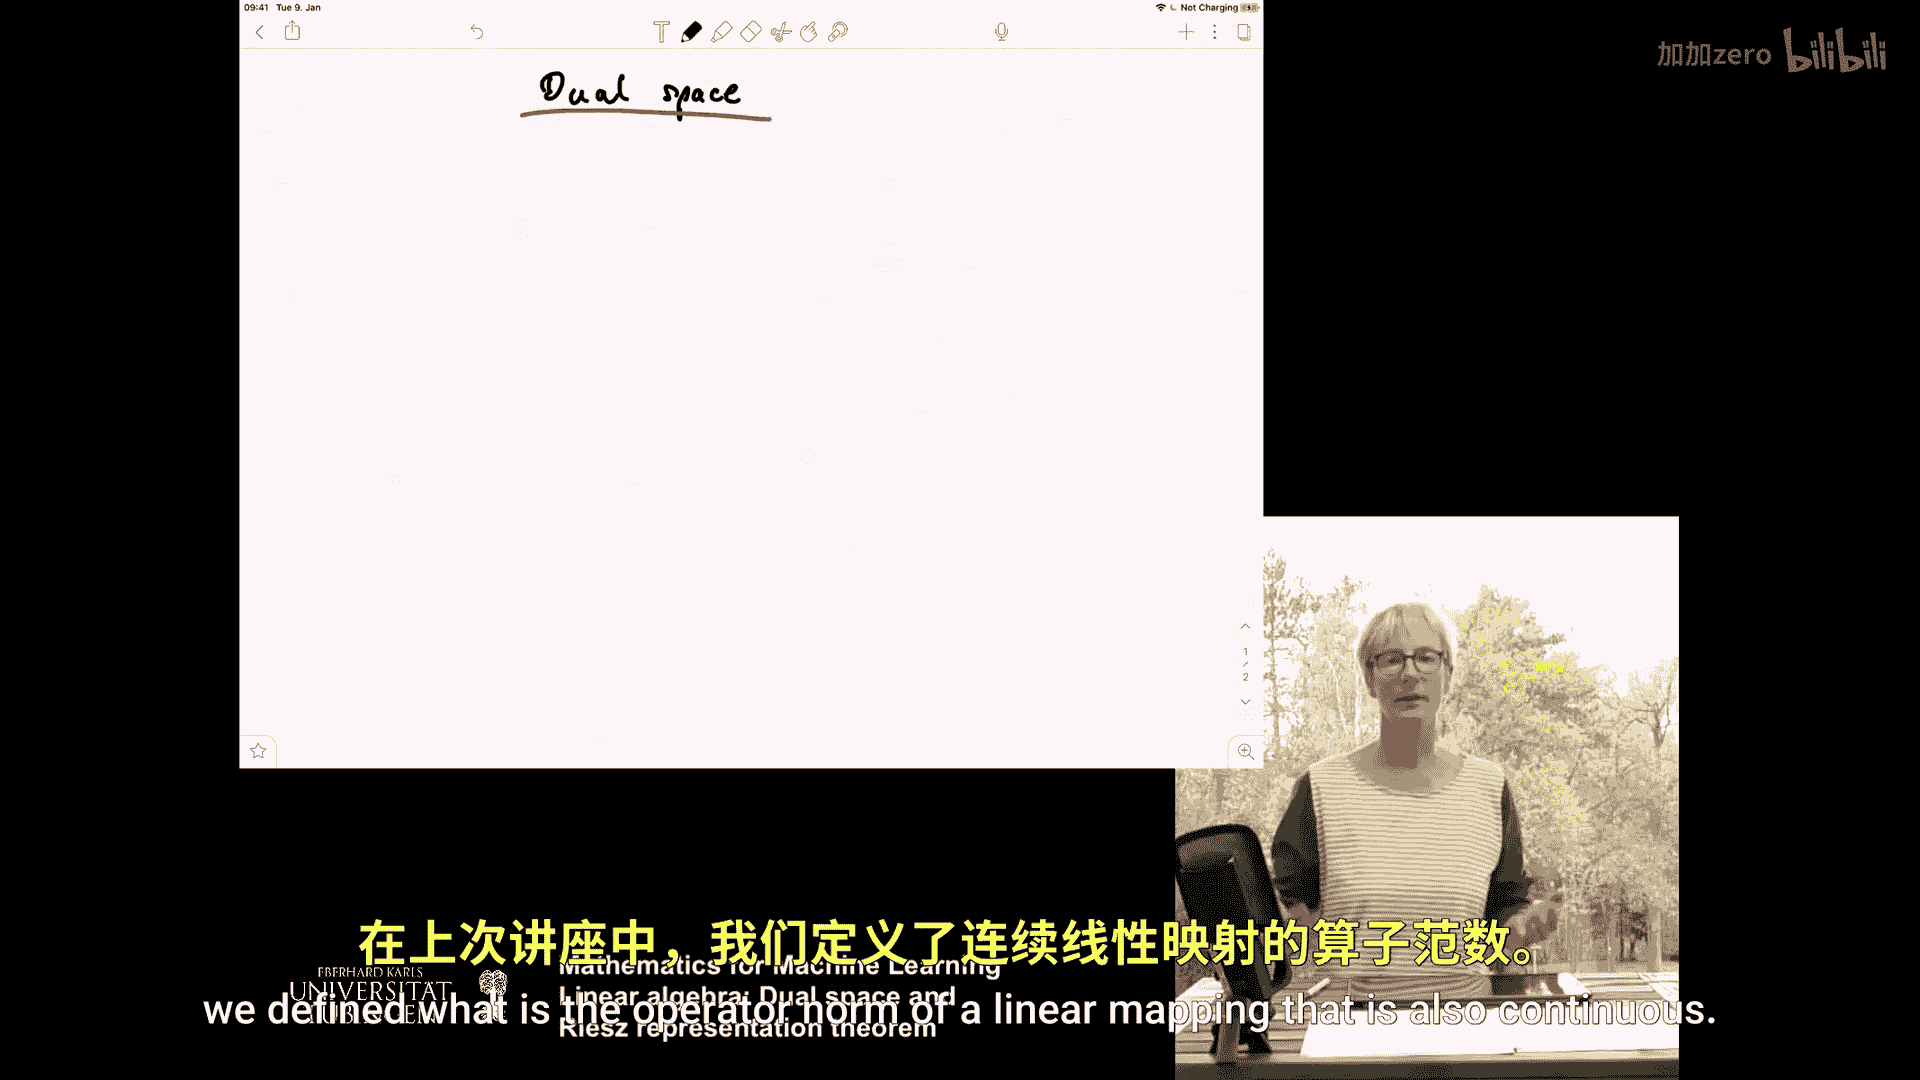 09:41 Tue 9. Jan
Not Charging
加加zero bilibili
Dual space
1
2
在上次讲座中，我们定义了连续线性映射的算子范数。
EBERHARD KARLS
UNIVERSITÄT
TÜBINGEN
Mathematics for Machine Learning
Linear algebra: Dual space and
Riesz representation theorem
we defined what is the operator norm of a linear mapping that is also continuous.